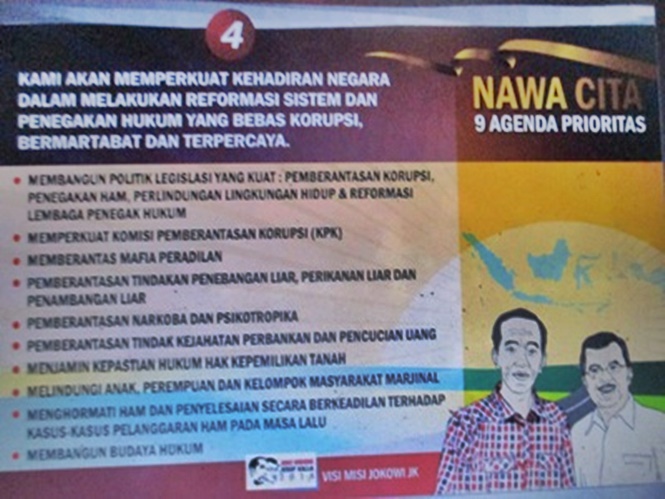 4
KAMI AKAN MEMPERKUAT KEHADIRAN NEGARA
DALAM MELAKUKAN REFORMASI SISTEM DAN
PENEGAKAN HUKUM YANG BEBAS KORUPSI,
BERMARTABAT DAN TERPERCAYA.
NAWA CITA
9 AGENDA PRIORITAS
• MEMBANGUN POLITIK LEGISLASI YANG KUAT : PEMBERANTASAN KORUPSI,
PENEGAKAN HAM, PERLINDUNGAN LINGKUNGAN HIDUP & REFORMASI
LEMBAGA PENEGAK HUKUM
• MEMPERKUAT KOMISI PEMBERANTASAN KORUPSI (KPK)
• MEMBERANTAS MAFIA PERADILAN
• PEMBERANTASAN TINDAKAN PENEBANGAN LIAR, PERIKANAN LIAR DAN
PENAMBANGAN LIAR
• PEMBERANTASAN NARKOBA DAN PSIKOTROPIKA
• PEMBERANTASAN TINDAK KEJAHATAN PERBANKAN DAN PENCUCIAN UANG
• MENJAMIN KEPASTIAN HUKUM HAK KEPEMILIKAN TANAH
• MELINDUNGI ANAK, PEREMPUAN DAN KELOMPOK MASYARAKAT MARJINAL
• MENGHORMATI HAM DAN PENYELESAIAN SECARA BERKEADILAN TERHADAP
KASUS-KASUS PELANGGARAN HAM PADA MASA LALU
• MEMBANGUN BUDAYA HUKUM
VISI MISI JOKOWI JK